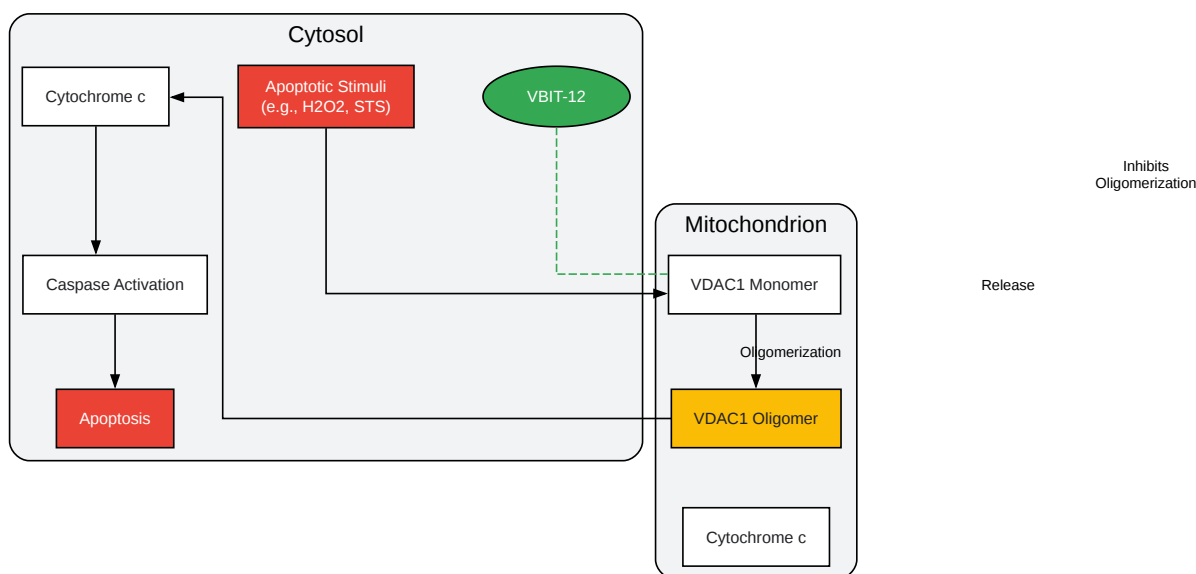 Cytosol
Cytochrome c
Apoptotic Stimuli
(e.g., H2O2, STS)
VBIT-12
Inhibits
Oligomerization
Mitochondrion
Caspase Activation
VDAC1 Monomer
Release
Oligomerization
Apoptosis
VDAC1 Oligomer
Cytochrome c